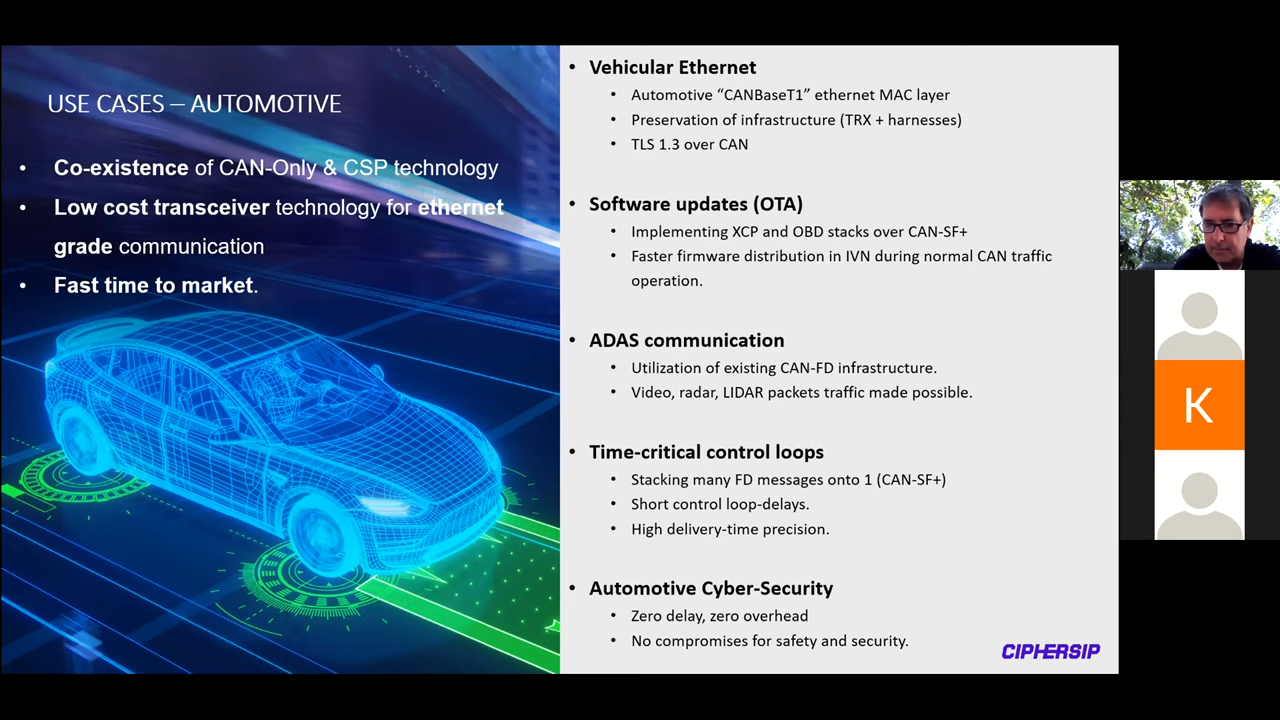 USE CASES – AUTOMOTIVE
• Co-existence of CAN-Only & CSP technology
• Low cost transceiver technology for ethernet
grade communication
• Fast time to market.
• Vehicular Ethernet
• Automotive “CANBaseT1” ethernet MAC layer
• Preservation of infrastructure (TRX + harnesses)
• TLS 1.3 over CAN
• Software updates (OTA)
• Implementing XCP and OBD stacks over CAN-SF+
• Faster firmware distribution in IVN during normal CAN traffic
operation.
• ADAS communication
• Utilization of existing CAN-FD infrastructure.
• Video, radar, LIDAR packets traffic made possible.
• Time-critical control loops
• Stacking many FD messages onto 1 (CAN-SF+)
• Short control loop-delays.
• High delivery-time precision.
• Automotive Cyber-Security
• Zero delay, zero overhead
• No compromises for safety and security.
CIPHERSIP
K